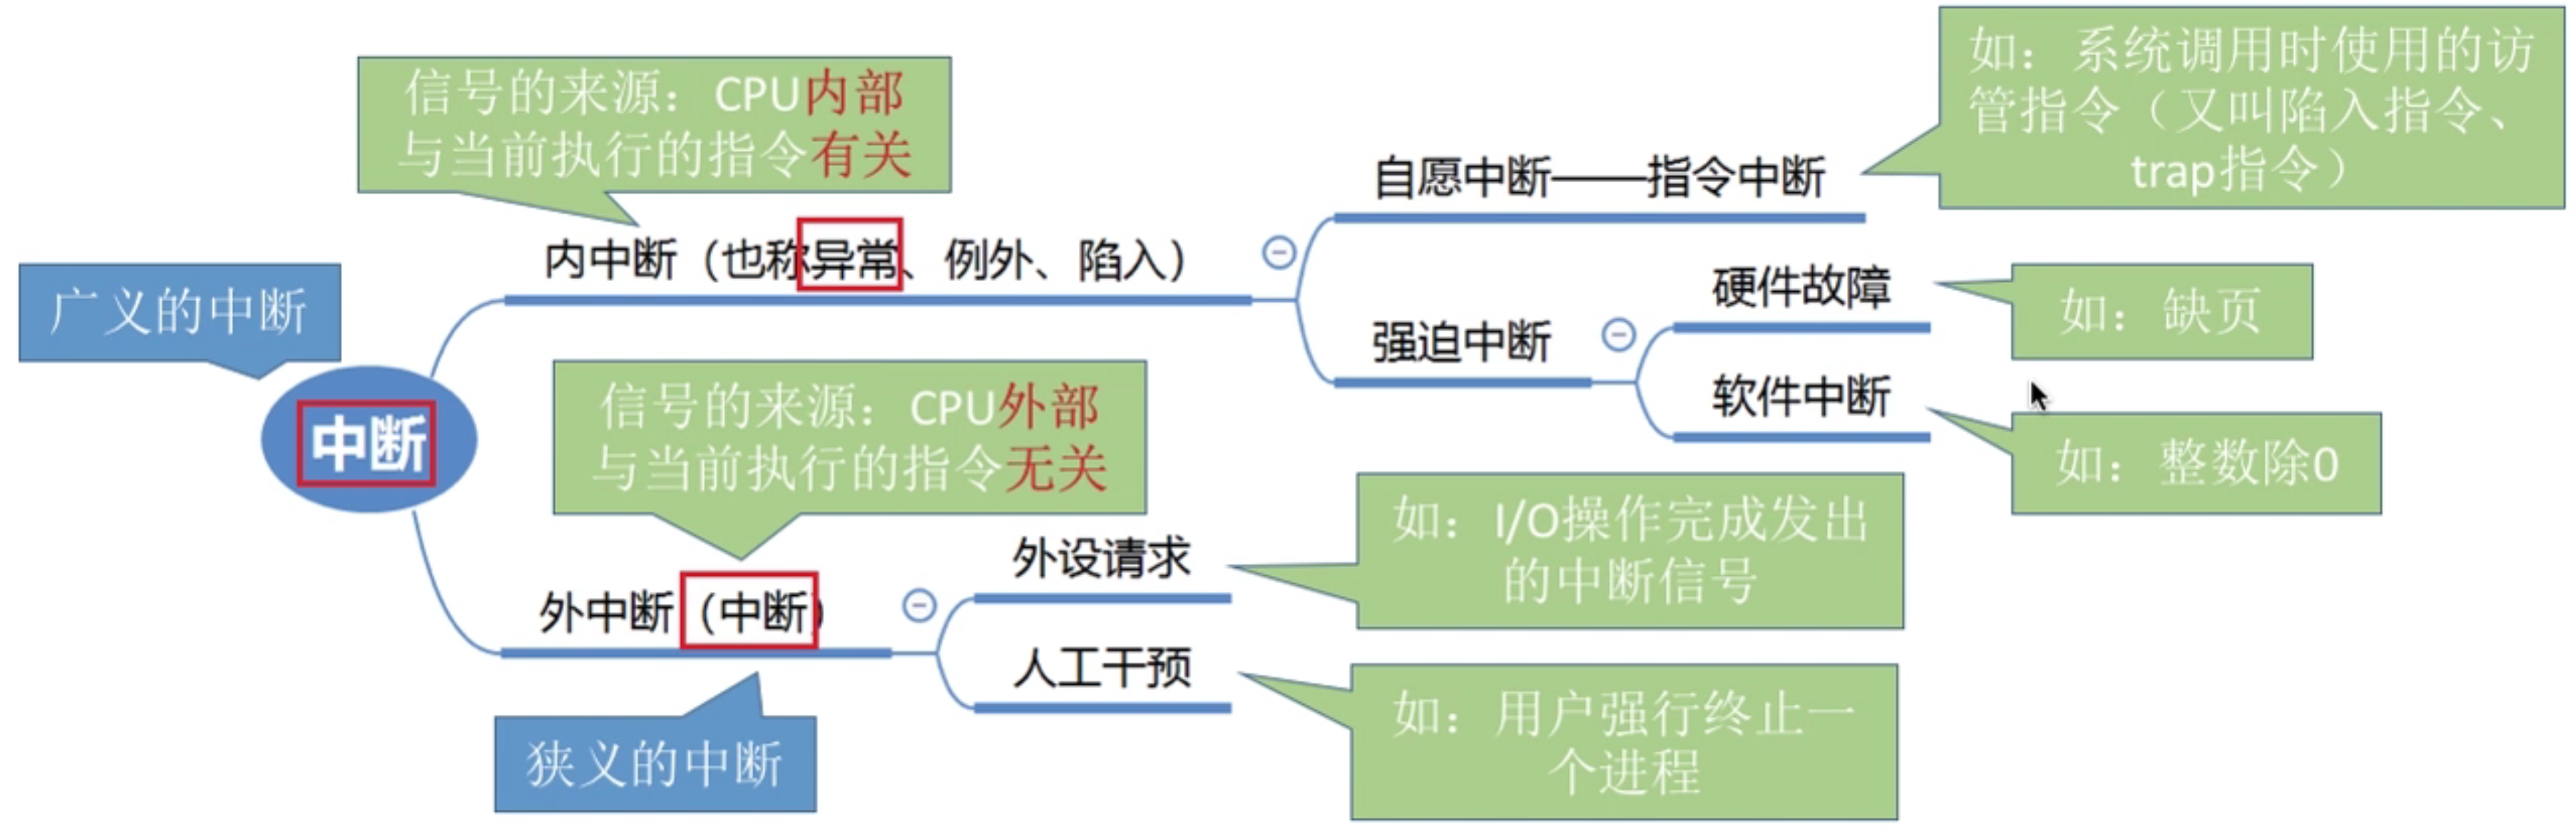 广义的中断
中断
信号的来源：CPU内部
与当前执行的指令有关
内中断（也称异常、例外、陷入）
自愿中断——指令中断
如：系统调用时使用的访
管指令（又叫陷入指令、
trap指令）
强迫中断
硬件故障
如：缺页
软件中断
如：整数除0
信号的来源：CPU外部
与当前执行的指令无关
外中断（中断）
狭义的中断
外设请求
如：I/O操作完成发出
的中断信号
人工干预
如：用户强行终止一
个进程